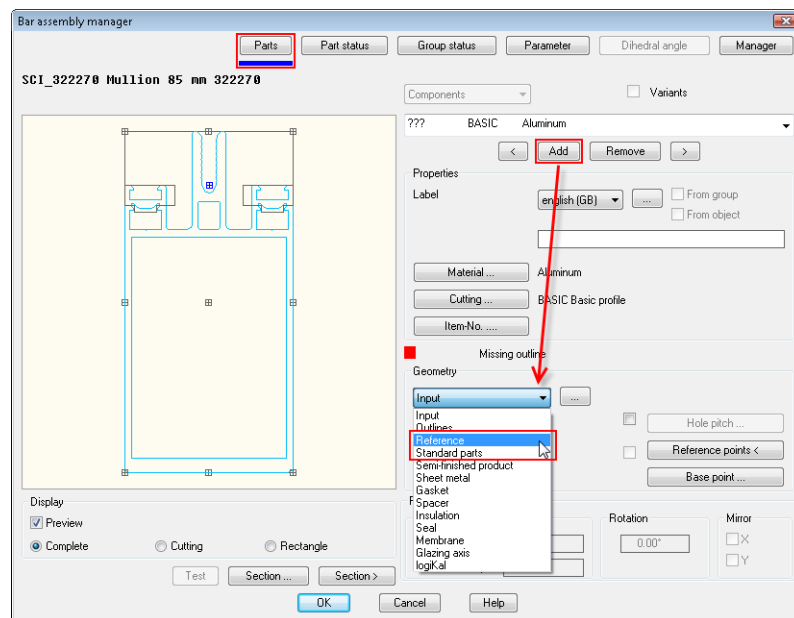 Bar assembly manager
Parts Part status Group status Parameter Dihedral angle Manager
SCI_322270 Mullion 85 mm 322270
Components Variants
??? BASIC Aluminum
< Add Remove >
Properties
Label english (GB) ... From group
From object
Material ... Aluminum
Cutting ... BASIC Basic profile
Item-No. ....
Missing outline
Geometry
Input ...
Input
Outlines
Reference
Standard parts
Semi-finished product
Sheet metal
Gasket
Spacer
Insulation
Seal
Membrane
Glazing axis
logiKal
Hole pitch ...
Reference points <
Base point ...
Rotation Mirror
0.00° X
Y
Display
Preview
Complete Cutting Rectangle
Test Section ... Section >
OK Cancel Help